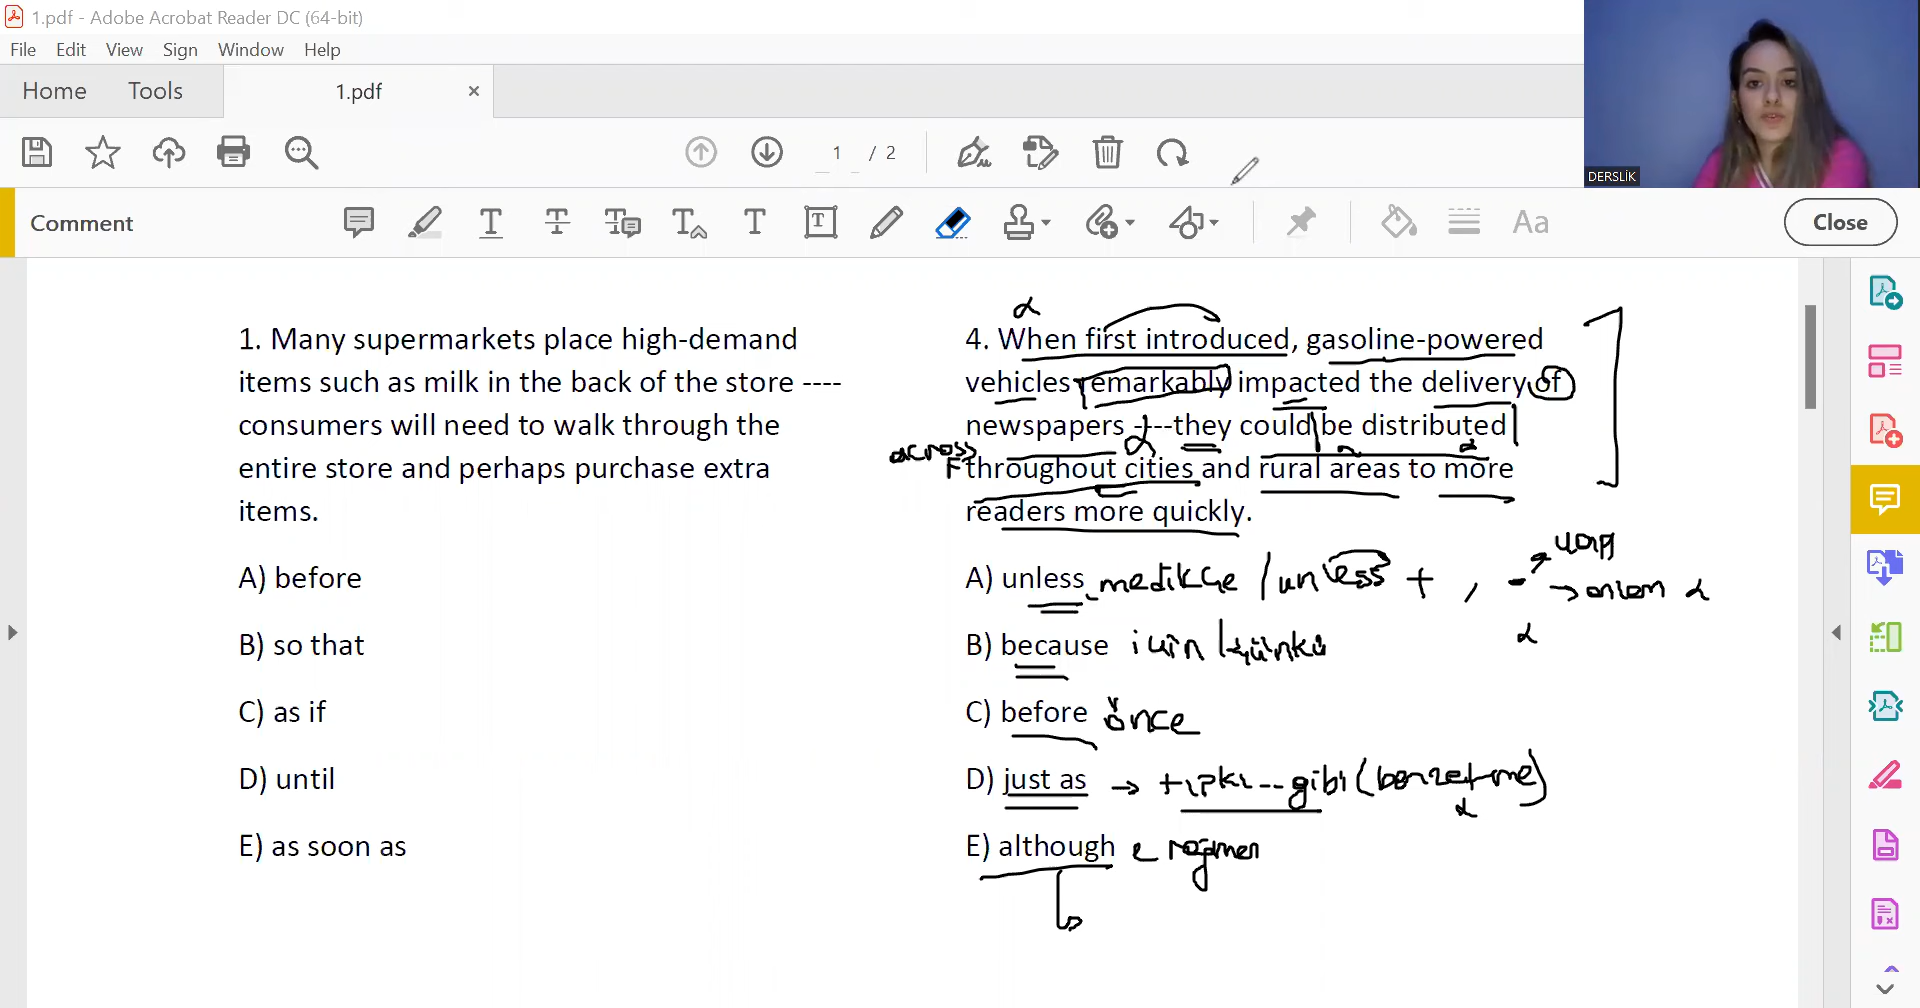 1.pdf - Adobe Acrobat Reader DC (64-bit)
File Edit View Sign Window Help
Home Tools 1.pdf ×
1 / 2
DERSLİK
Comment
Close
1. Many supermarkets place high-demand
items such as milk in the back of the store ----
consumers will need to walk through the
entire store and perhaps purchase extra
items.
A) before
B) so that
C) as if
D) until
E) as soon as
4. When first introduced, gasoline-powered
vehicles remarkably impacted the delivery of
newspapers ----they could be distributed
across
throughout cities and rural areas to more
readers more quickly.
A) unless medikçe / unless + , -
B) because için / çünkü
C) before önce
D) just as → tıpkı... gibi (benzetme)
E) although e rağmen